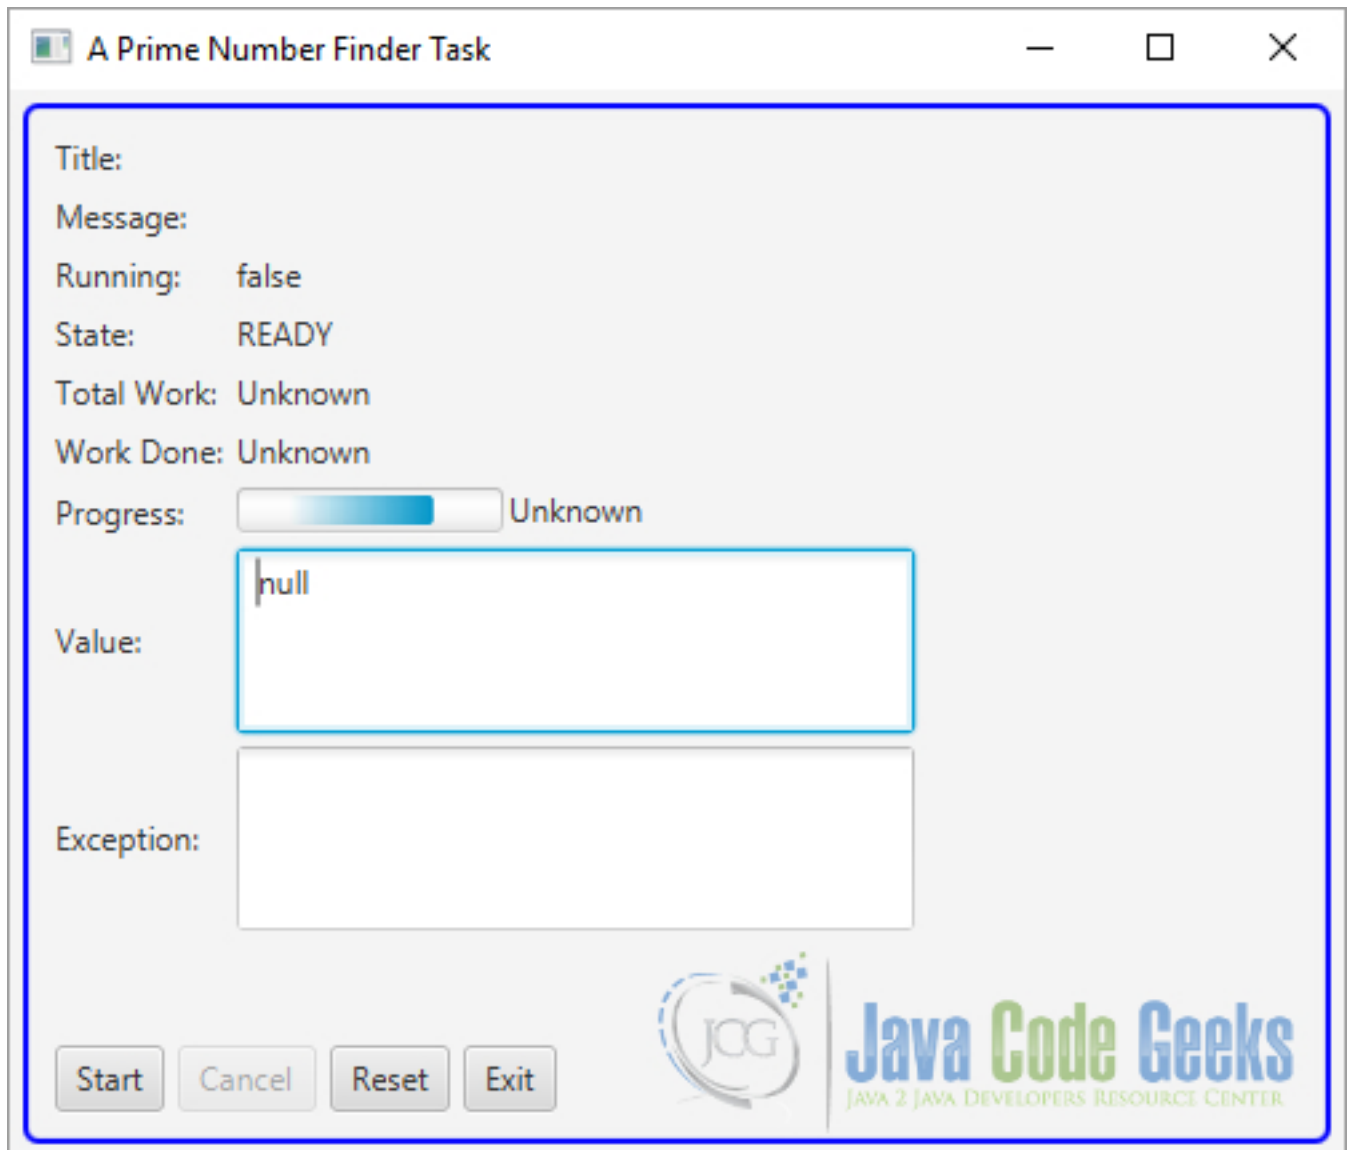 A Prime Number Finder Task
Title:
Message:
Running: false
State: READY
Total Work: Unknown
Work Done: Unknown
Progress: Unknown
null
Value:
Exception:
JCG
Java Code Geeks
JAVA 2 JAVA DEVELOPERS RESOURCE CENTER
Start Cancel Reset Exit